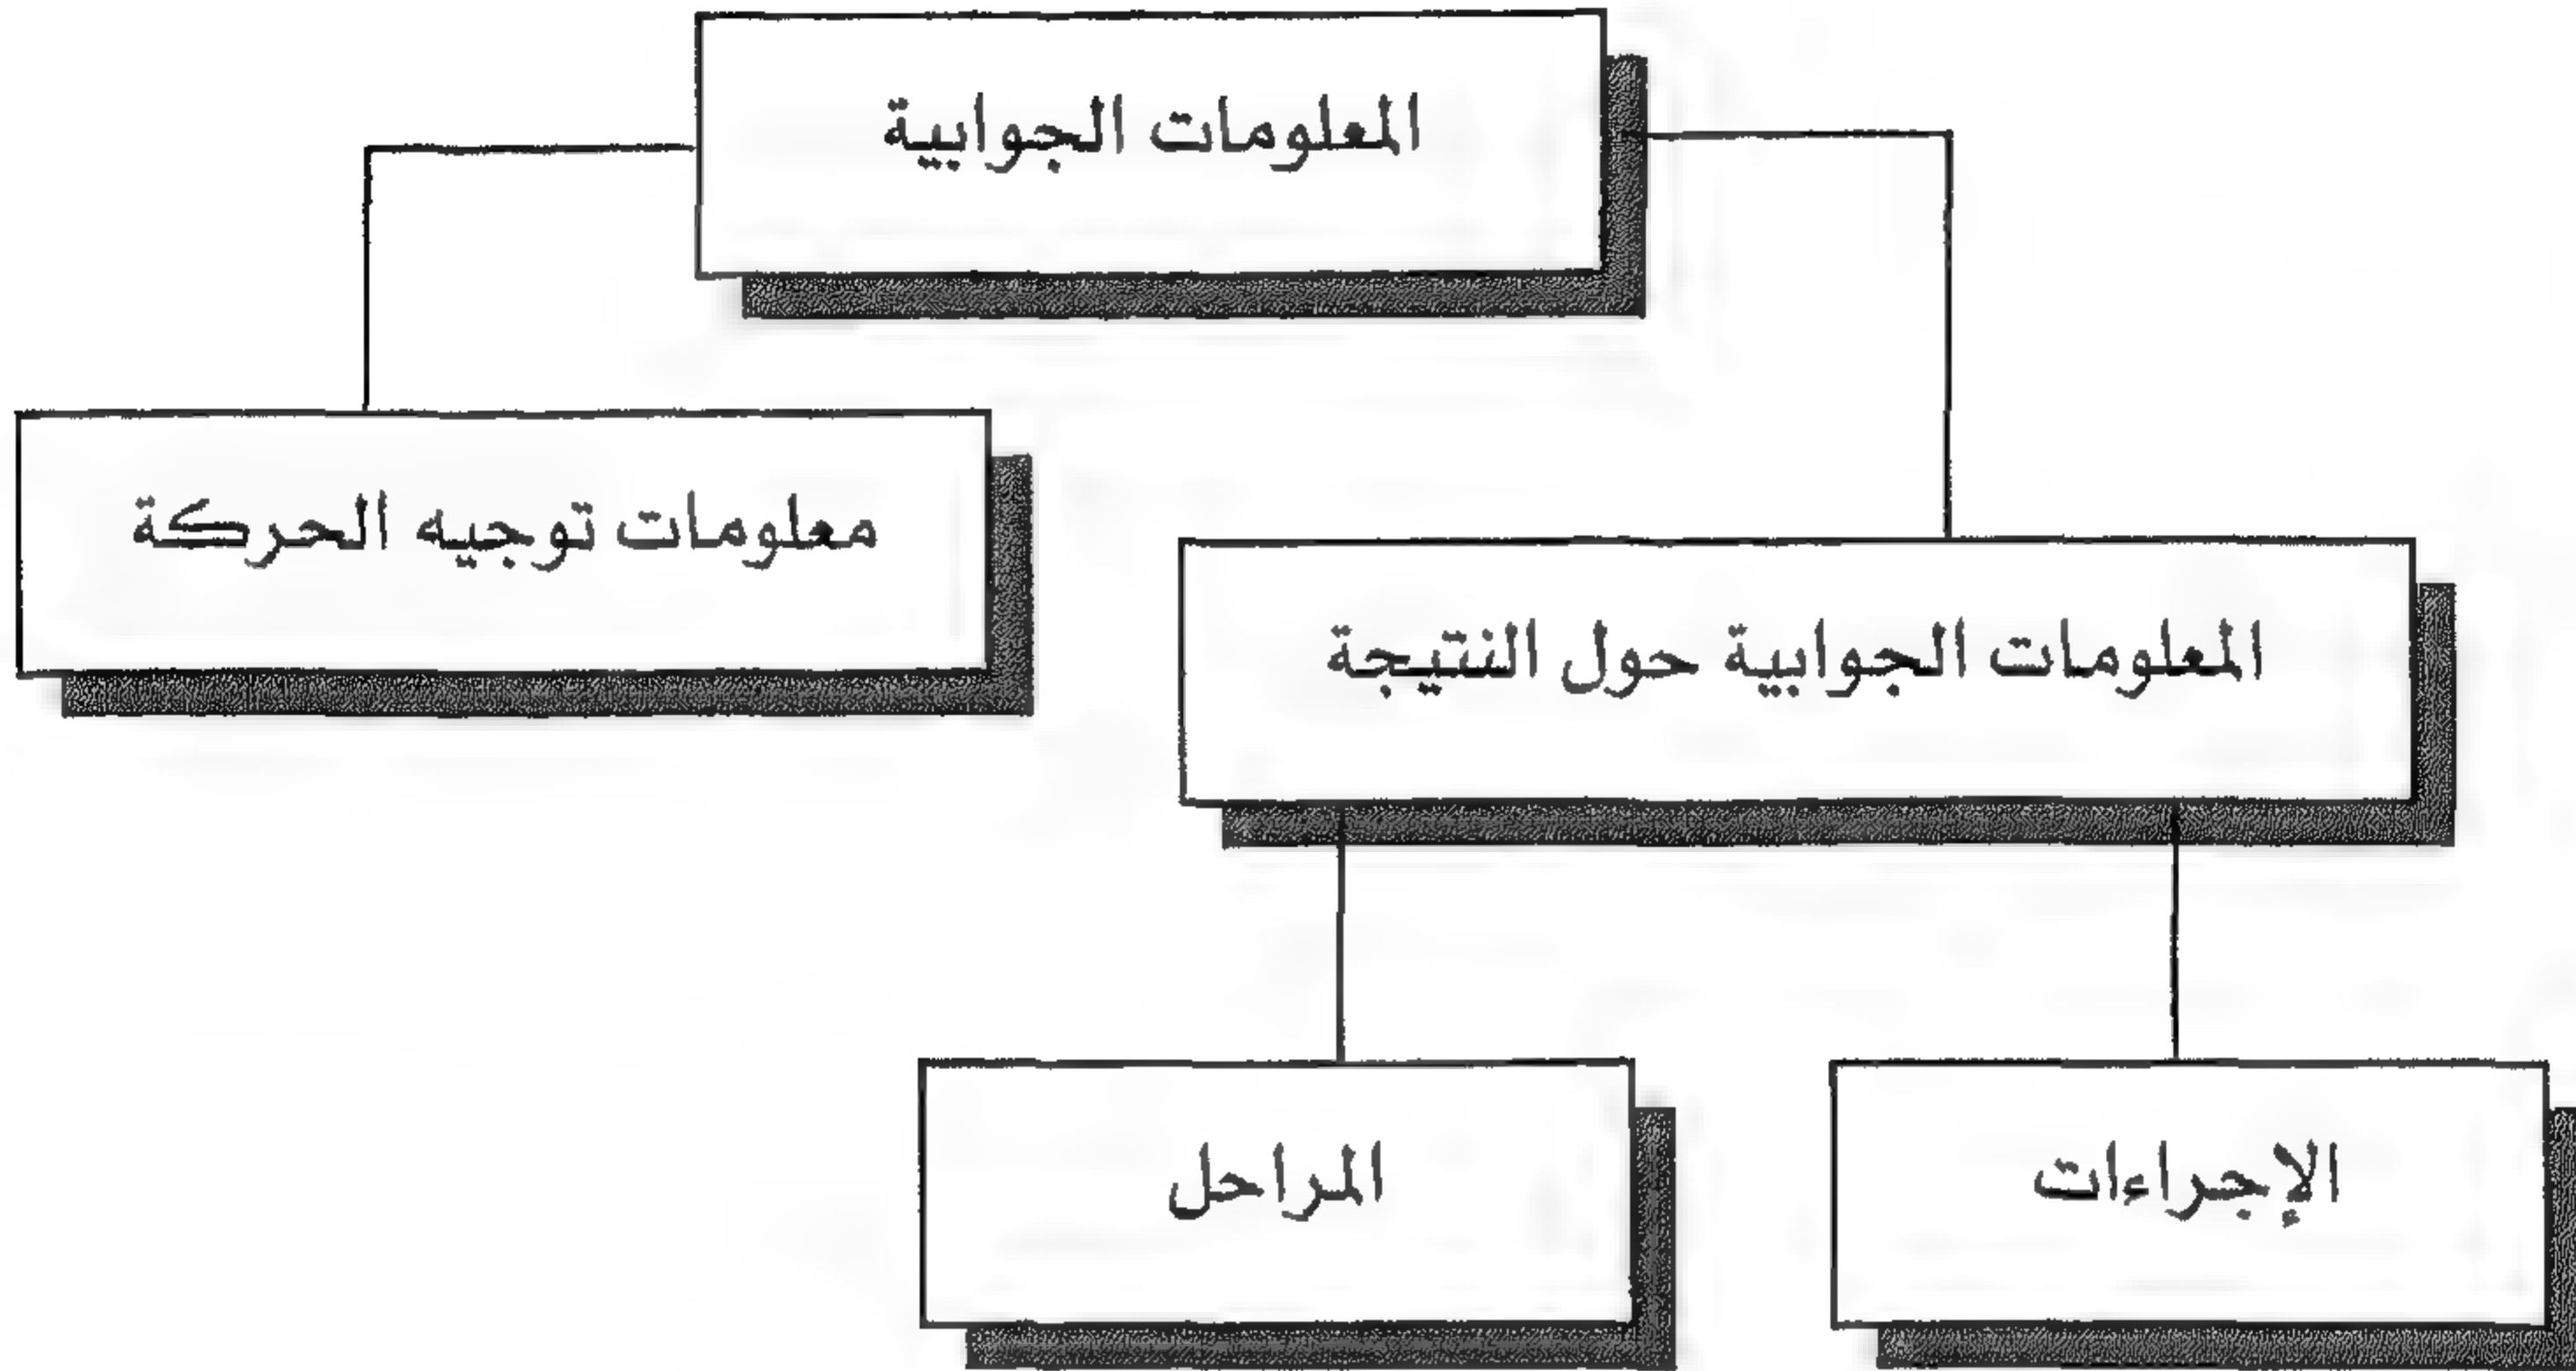 المعلومات الجوابية
معلومات توجيه الحركة
المعلومات الجوابية حول النتيجة
الإجراءات
المراحل